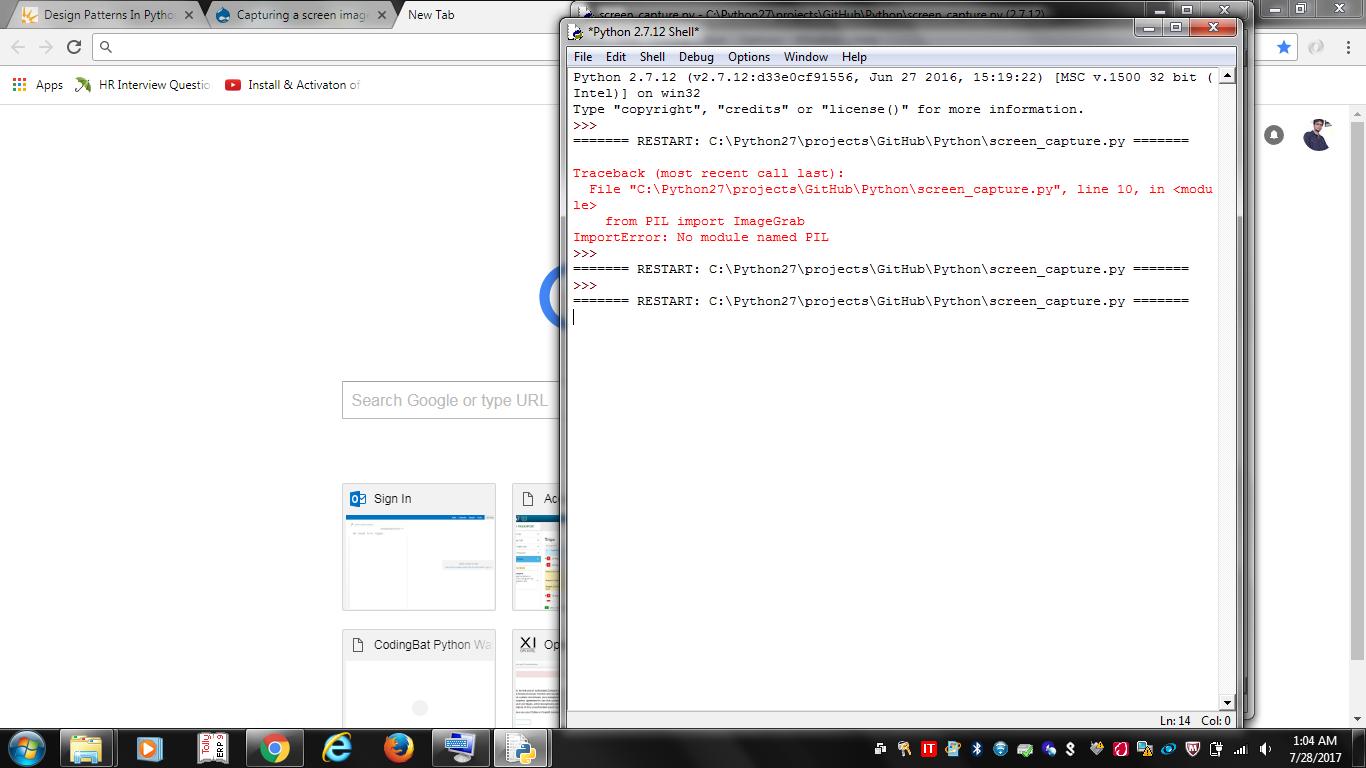 Design Patterns In Pytho
Capturing a screen imag
New Tab
screen_capture.py - C:\Python27\projects\GitHub\Python\screen_capture.py (2.7.12)
*Python 2.7.12 Shell*
File Edit Shell Debug Options Window Help
Apps
HR Interview Questio
Install & Activaton of
Python 2.7.12 (v2.7.12:d33e0cf91556, Jun 27 2016, 15:19:22) [MSC v.1500 32 bit (
Intel)] on win32
Type "copyright", "credits" or "license()" for more information.
>>>
======= RESTART: C:\Python27\projects\GitHub\Python\screen_capture.py =======
Traceback (most recent call last):
File "C:\Python27\projects\GitHub\Python\screen_capture.py", line 10, in <modu
le>
from PIL import ImageGrab
ImportError: No module named PIL
>>>
======= RESTART: C:\Python27\projects\GitHub\Python\screen_capture.py =======
>>>
======= RESTART: C:\Python27\projects\GitHub\Python\screen_capture.py =======
Search Google or type URL
Sign In
Ac
CodingBat Python Wa
XI
Op
Ln: 14 Col: 0
Tally
ERP 9
IT
1:04 AM
7/28/2017